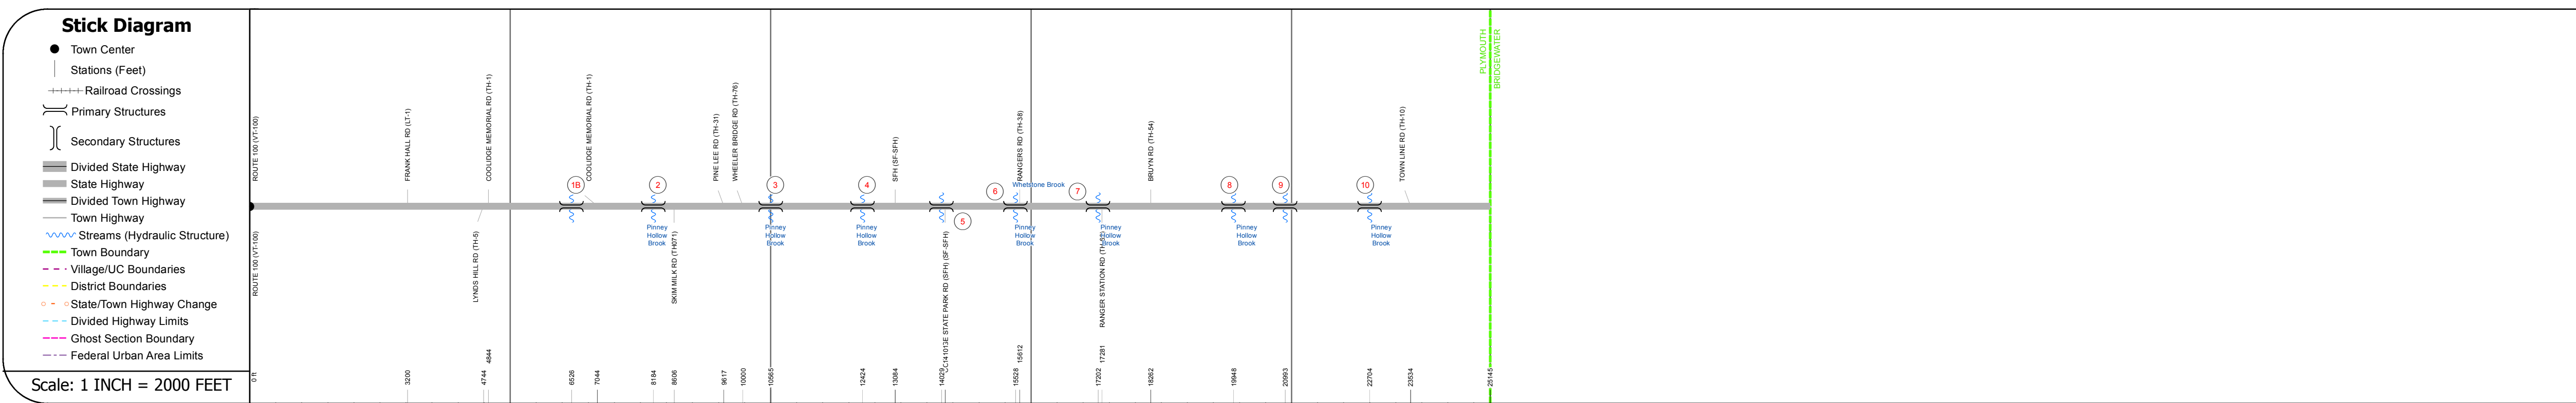 Stick Diagram
Town Center
Stations (Feet)
Railroad Crossings
Primary Structures
Secondary Structures
Divided State Highway
State Highway
Divided Town Highway
Town Highway
Streams (Hydraulic Structure)
Town Boundary
Village/UC Boundaries
District Boundaries
State/Town Highway Change
Divided Highway Limits
Ghost Section Boundary
Federal Urban Area Limits
Scale: 1 INCH = 2000 FEET
ROUTE 100 (VT-100)
FRANK HALL RD (LT-1)
COOLIDGE MEMORIAL RD (TH-1)
COOLIDGE MEMORIAL RD (TH-1)
PINE LEE RD (TH-31)
WHEELER BRIDGE RD (TH-76)
SFH (SF-SFH)
RANGERS RD (TH-38)
BRUYN RD (TH-54)
TOWN LINE RD (TH-10)
PLYMOUTH
BRIDGEWATER
1B
2
3
4
5
6
Whetstone Brook
7
8
9
10
ROUTE 100 (VT-100)
LYNDS HILL RD (TH-5)
Pinney
Hollow
Brook
SKIM MILK RD (TH071)
Pinney
Hollow
Brook
Pinney
Hollow
Brook
STATE PARK RD (SFH) (SF-SFH)
Pinney
Hollow
Brook
RANGER STATION RD
Pinney
Hollow
Brook
Pinney
Hollow
Brook
Pinney
Hollow
Brook
0 ft
3200
4744
4844
6526
7044
8184
8606
9617
10000
10565
12424
13084
14029
15528
15612
17202
17281
18262
19948
20993
22704
23534
25145